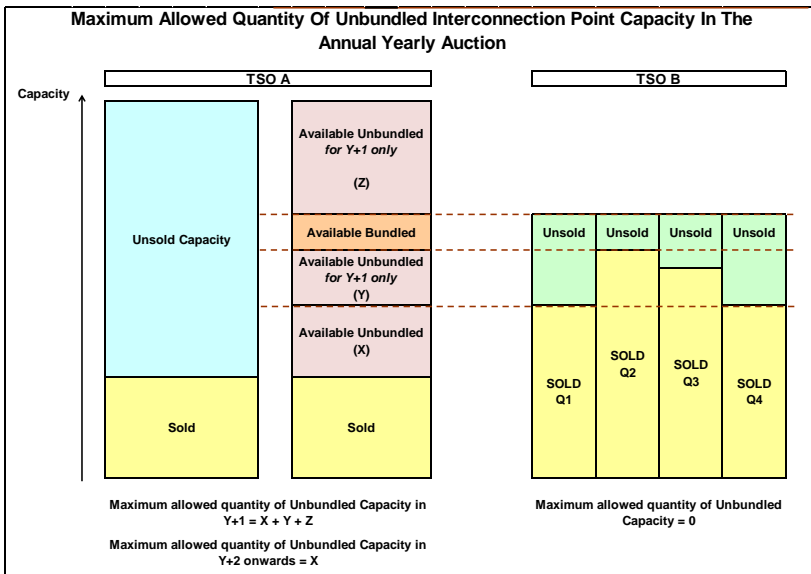 Maximum Allowed Quantity Of Unbundled Interconnection Point Capacity In The
Annual Yearly Auction
TSO A
TSO B
Capacity
Unsold Capacity
Sold
Available Unbundled
for Y+1 only
(Z)
Available Bundled
Available Unbundled
for Y+1 only
(Y)
Available Unbundled
(X)
Sold
Unsold
Unsold
Unsold
Unsold
SOLD
Q1
SOLD
Q2
SOLD
Q3
SOLD
Q4
Maximum allowed quantity of Unbundled Capacity in
Y+1 = X + Y + Z
Maximum allowed quantity of Unbundled Capacity in
Y+2 onwards = X
Maximum allowed quantity of Unbundled
Capacity = 0